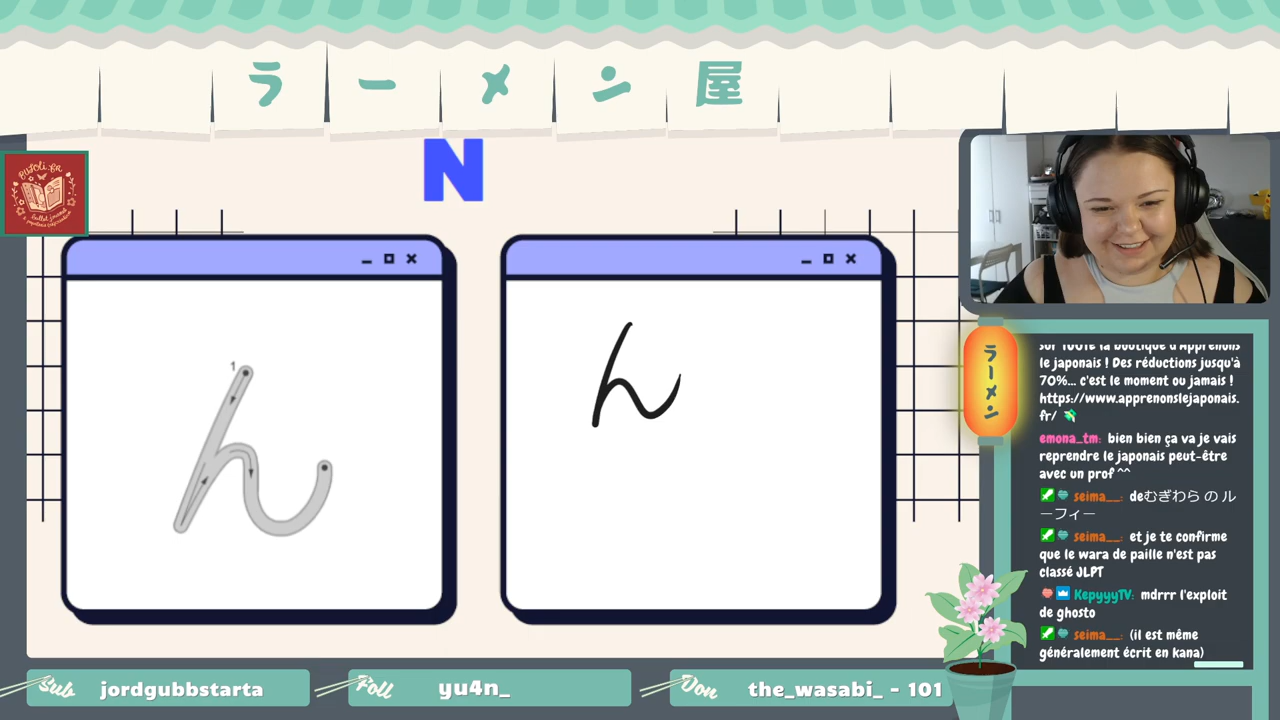 ラーメン屋
N
1
ん
ん
sur TOUTE la boutique d'Apprenons
le japonais ! Des réductions jusqu'à
70%... c'est le moment ou jamais !
https://www.apprenonslejaponais.
fr/
emona_tm: bien bien ça va je vais
reprendre le japonais peut-être
avec un prof ^^
seima__: deむぎわら の ル
ーフィー
seima__: et je te confirme
que le wara de paille n'est pas
classé JLPT
KepyyyTV: mdrrr l'exploit
de ghosto
seima__: (il est même
généralement écrit en kana)
ラーメン
Sub jordgubbstarta
Foll yu4n_
Don the_wasabi_ - 101